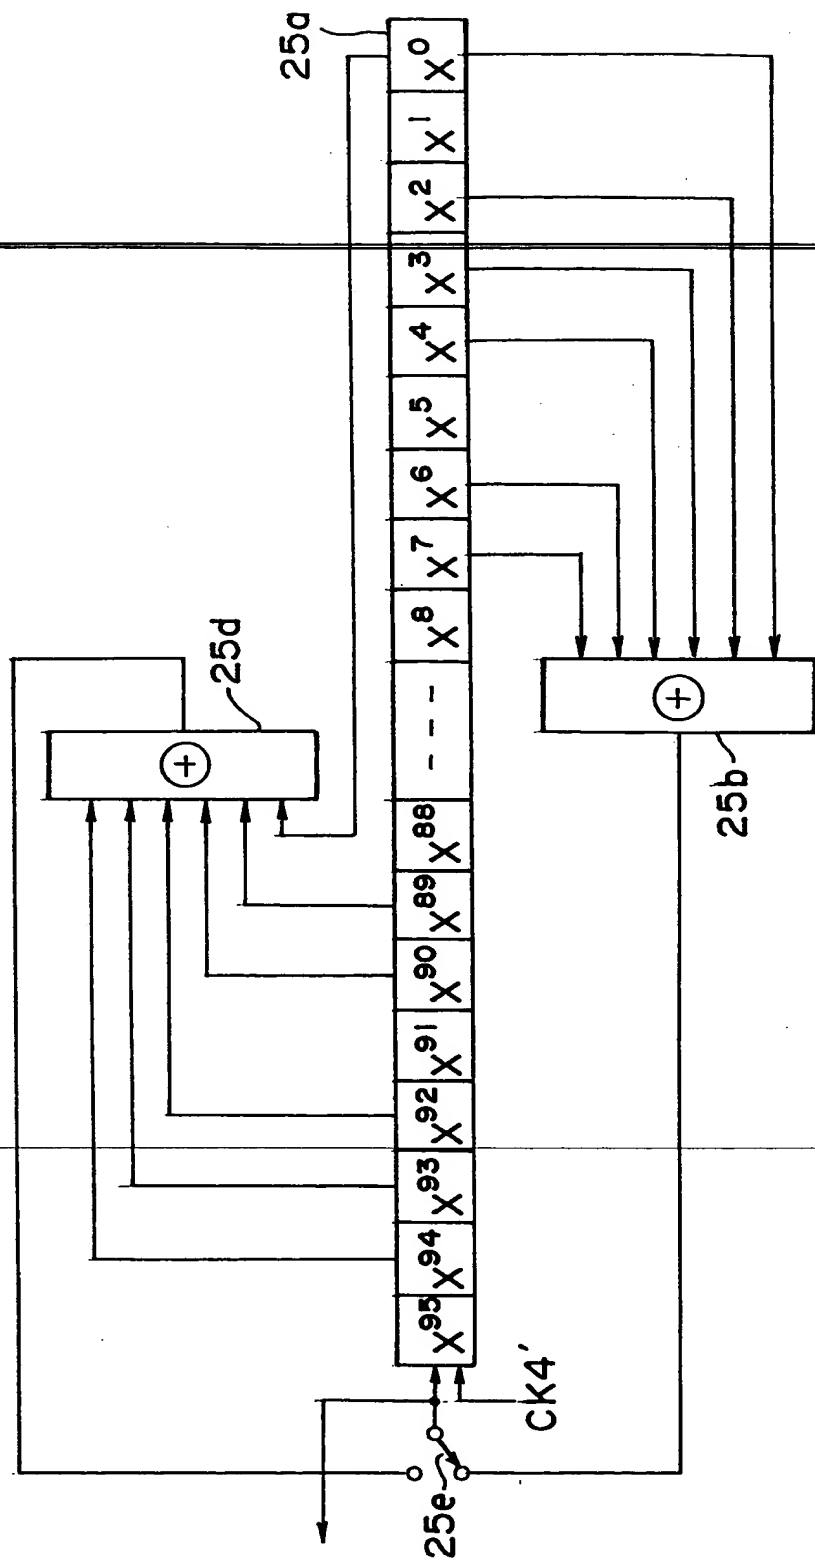 25a
X⁹⁵ X⁹⁴ X⁹³ X⁹² X⁹¹ X⁹⁰ X⁸⁹ X⁸⁸ --- X⁸ X⁷ X⁶ X⁵ X⁴ X³ X² X¹ X⁰
25d
+
25b
+
25e
CK4'